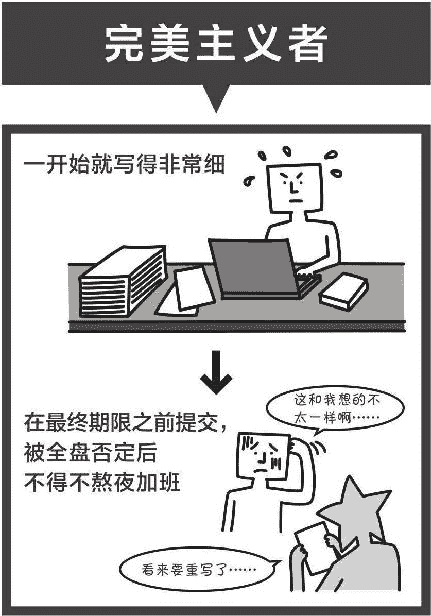 完美主义者
一开始就写得非常细
在最终期限之前提交，
被全盘否定后
不得不熬夜加班
这和我想的不
太一样啊……
看来要重写了……